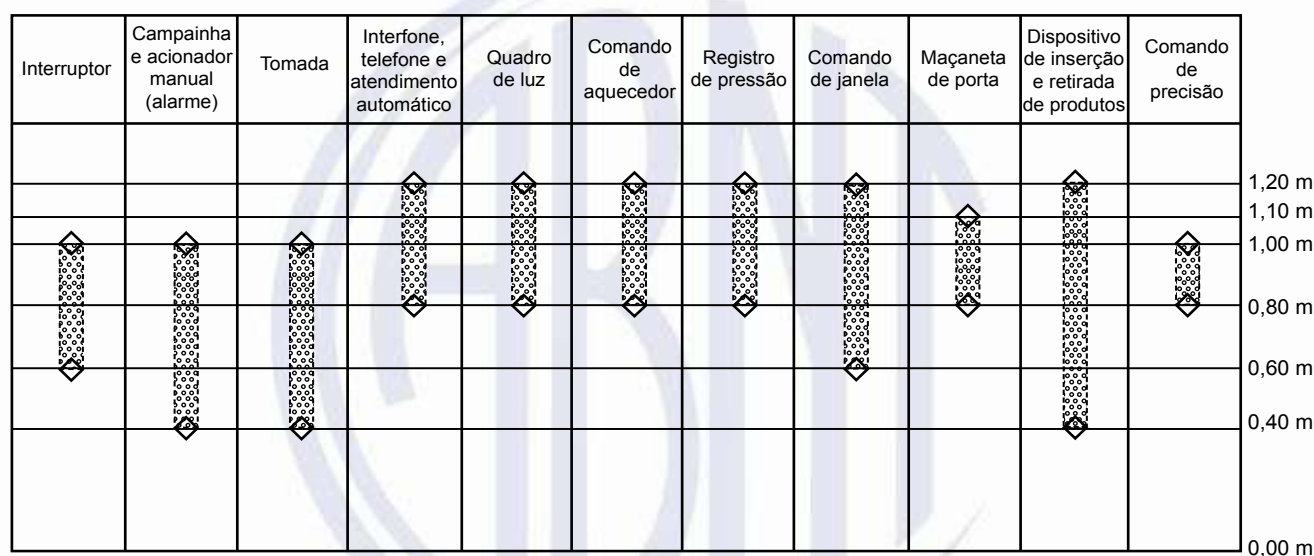 Interruptor
Campainha
e acionador
manual
(alarme)
Tomada
Interfone,
telefone e
atendimento
automático
Quadro
de luz
Comando
de
aquecedor
Registro
de pressão
Comando
de janela
Maçaneta
de porta
Dispositivo
de inserção
e retirada
de produtos
Comando
de
precisão
1,20 m
1,10 m
1,00 m
0,80 m
0,60 m
0,40 m
0,00 m
ABNT